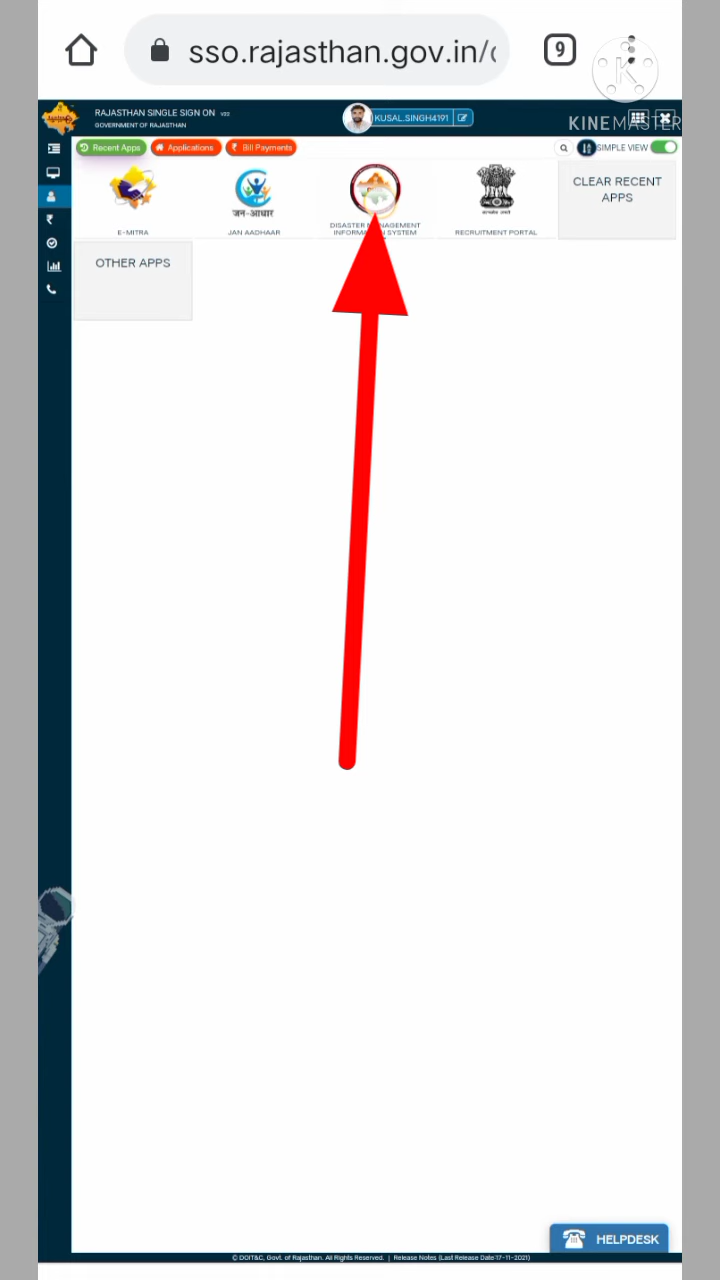 sso.rajasthan.gov.in/
9
K
KINEMASTER
RAJASTHAN SINGLE SIGN ON V22
GOVERNMENT OF RAJASTHAN
KUSAL.SINGH4191
Recent Apps
Applications
₹ Bill Payments
SIMPLE VIEW
E-MITRA
जन-आधार
JAN AADHAAR
DISASTER MANAGEMENT
SYSTEM
RECRUITMENT PORTAL
CLEAR RECENT
APPS
OTHER APPS
HELPDESK
© DOIT&C, Govt. of Rajasthan. All Rights Reserved. | Release Notes (Last Release Date:17-11-2021)